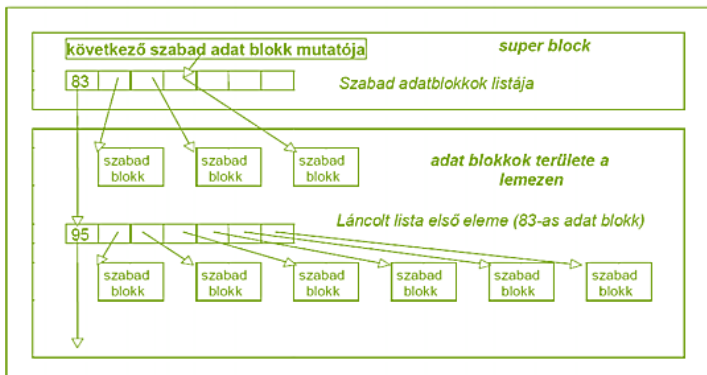 következő szabad adat blokk mutatója
super block
83
Szabad adatblokkok listája
szabad
blokk
szabad
blokk
szabad
blokk
adat blokkok területe a
lemezen
Láncolt lista első eleme (83-as adat blokk)
95
szabad
blokk
szabad
blokk
szabad
blokk
szabad
blokk
szabad
blokk
szabad
blokk